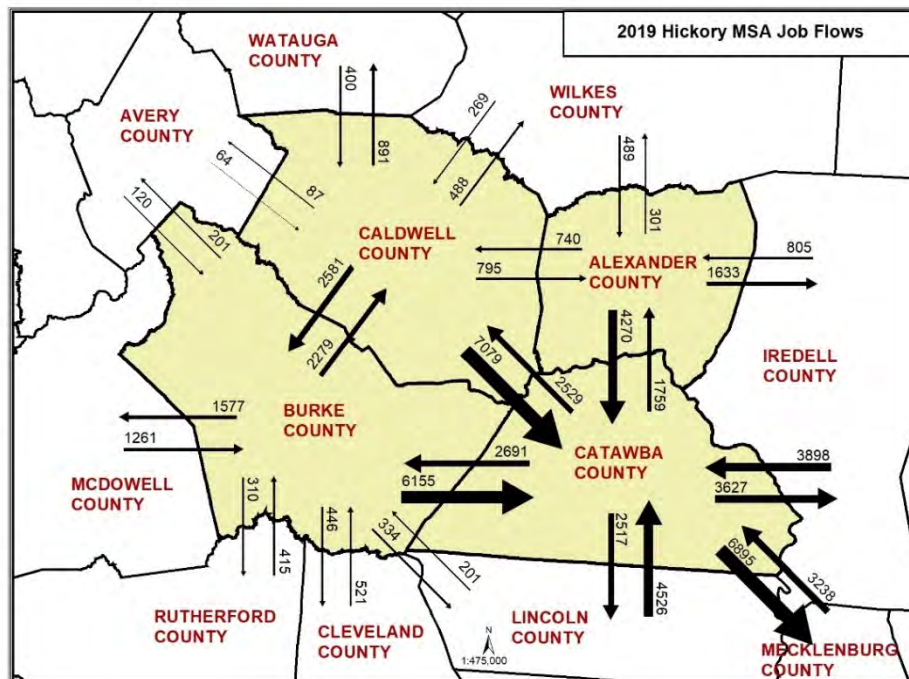 2019 Hickory MSA Job Flows
WATAUGA
COUNTY
400
891
269
488
WILKES
COUNTY
AVERY
COUNTY
64
87
120
201
489
301
CALDWELL
COUNTY
740
795
ALEXANDER
COUNTY
805
1633
2581
2279
7079
2529
4270
1759
IREDELL
COUNTY
BURKE
COUNTY
1577
1261
MCDOWELL
COUNTY
2691
6155
CATAWBA
COUNTY
3898
3627
310
415
446
521
334
201
2517
4526
6895
3238
RUTHERFORD
COUNTY
CLEVELAND
COUNTY
LINCOLN
COUNTY
N
1:475,000
MECKLENBURG
COUNTY